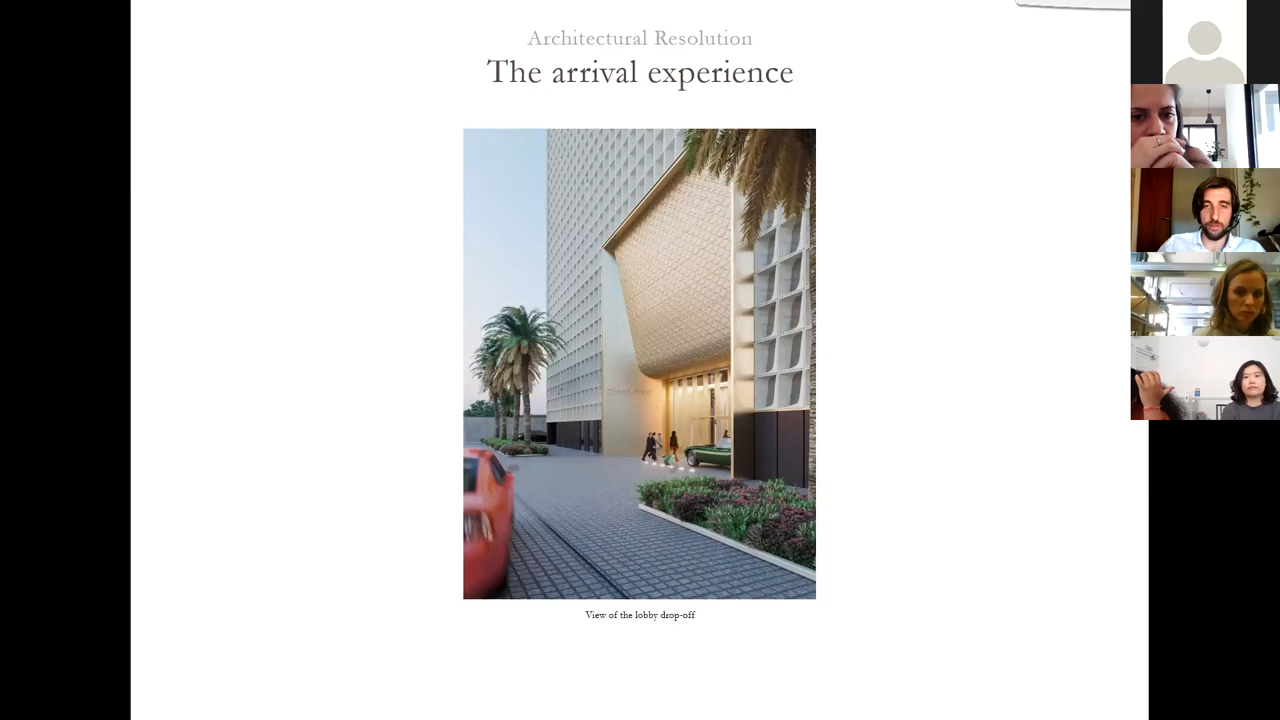 Architectural Resolution
The arrival experience
View of the lobby drop-off